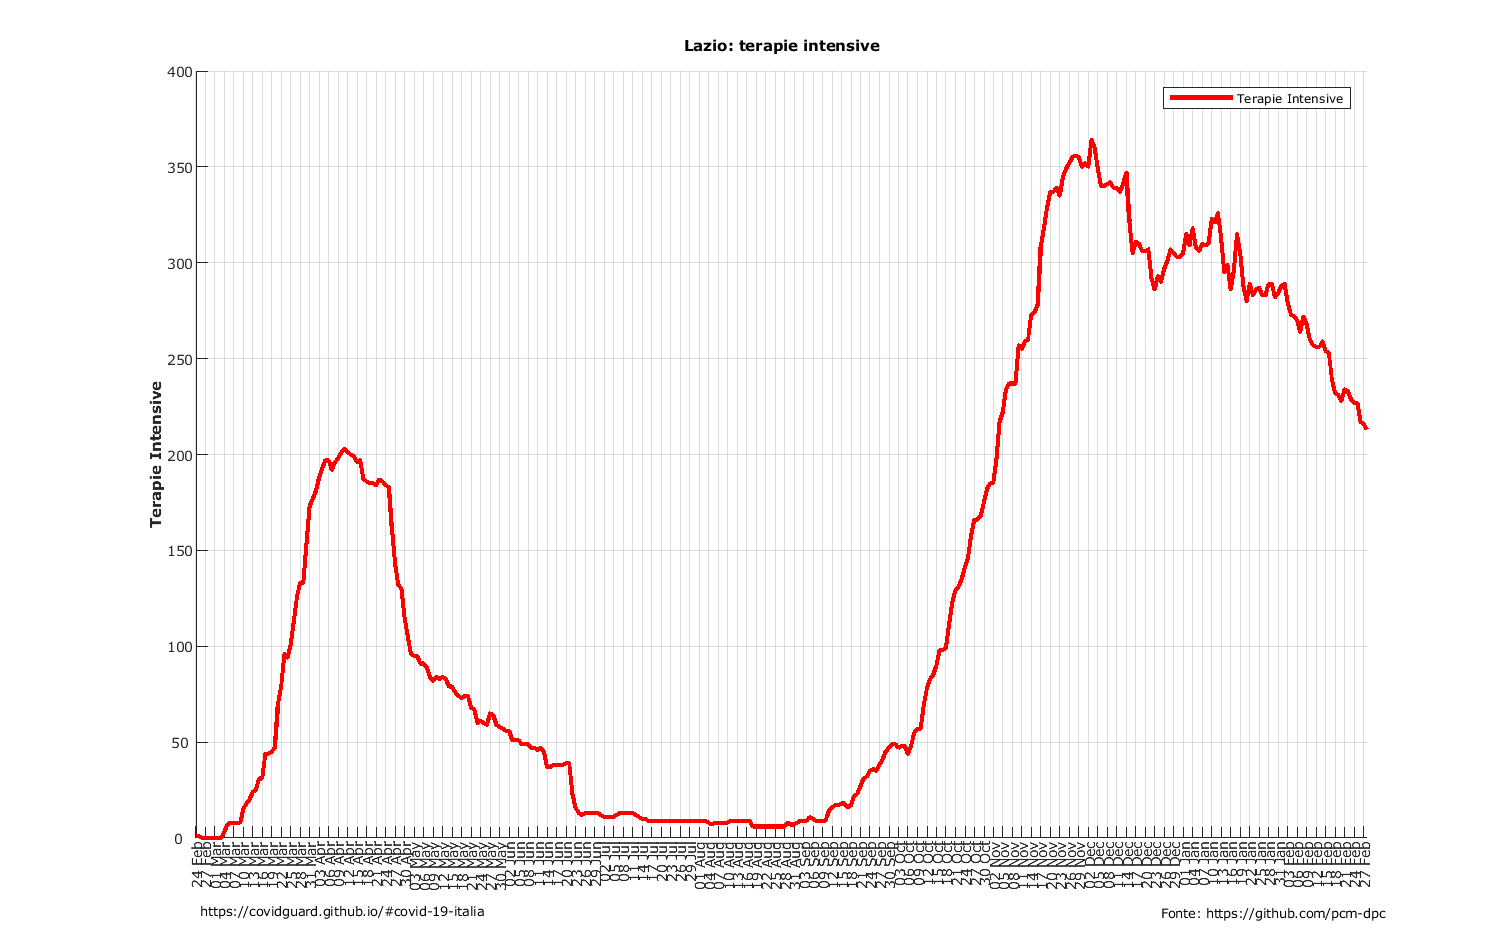 Lazio: terapie intensive
Terapie Intensive
Terapie Intensive
400
350
300
250
200
150
100
50
0
24 Feb
27 Feb
01 Mar
04 Mar
07 Mar
10 Mar
13 Mar
16 Mar
19 Mar
22 Mar
25 Mar
28 Mar
31 Mar
03 Apr
06 Apr
09 Apr
12 Apr
15 Apr
18 Apr
21 Apr
24 Apr
27 Apr
30 Apr
03 May
06 May
09 May
12 May
15 May
18 May
21 May
24 May
27 May
30 May
02 Jun
05 Jun
08 Jun
11 Jun
14 Jun
17 Jun
20 Jun
23 Jun
26 Jun
29 Jun
02 Jul
05 Jul
08 Jul
11 Jul
14 Jul
17 Jul
20 Jul
23 Jul
26 Jul
29 Jul
01 Aug
04 Aug
07 Aug
10 Aug
13 Aug
16 Aug
19 Aug
22 Aug
25 Aug
28 Aug
31 Aug
03 Sep
06 Sep
09 Sep
12 Sep
15 Sep
18 Sep
21 Sep
24 Sep
27 Sep
30 Sep
03 Oct
06 Oct
09 Oct
12 Oct
15 Oct
18 Oct
21 Oct
24 Oct
27 Oct
30 Oct
02 Nov
05 Nov
08 Nov
11 Nov
14 Nov
17 Nov
20 Nov
23 Nov
26 Nov
29 Nov
02 Dec
05 Dec
08 Dec
11 Dec
14 Dec
17 Dec
20 Dec
23 Dec
26 Dec
29 Dec
01 Jan
04 Jan
07 Jan
10 Jan
13 Jan
16 Jan
19 Jan
22 Jan
25 Jan
28 Jan
31 Jan
03 Feb
06 Feb
09 Feb
12 Feb
15 Feb
18 Feb
21 Feb
24 Feb
27 Feb
https://covidguard.github.io/#covid-19-italia
Fonte: https://github.com/pcm-dpc